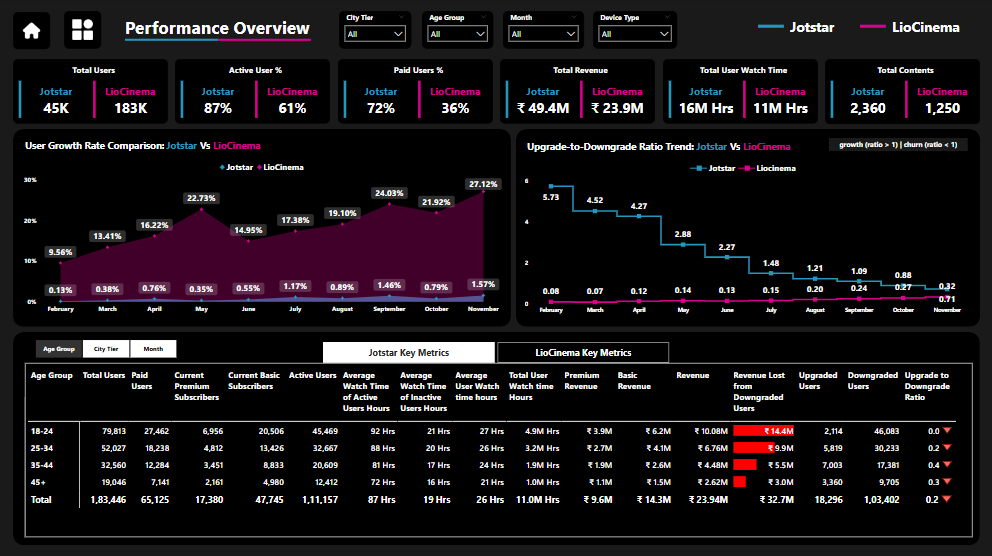 Performance Overview
City Tier
All
Age Group
All
Month
All
Device Type
All
Jotstar
LioCinema
Total Users
Jotstar LioCinema
45K 183K
Active User %
Jotstar LioCinema
87% 61%
Paid Users %
Jotstar LioCinema
72% 36%
Total Revenue
Jotstar LioCinema
₹ 49.4M ₹ 23.9M
Total User Watch Time
Jotstar LioCinema
16M Hrs 11M Hrs
Total Contents
Jotstar LioCinema
2,360 1,250
User Growth Rate Comparison: Jotstar Vs LioCinema
Jotstar LioCinema
30%
20%
10%
0%
9.56% 13.41% 16.22% 22.73% 14.95% 17.38% 19.10% 24.03% 21.92% 27.12%
0.13% 0.38% 0.76% 0.35% 0.55% 1.17% 0.89% 1.46% 0.79% 1.57%
February March April May June July August September October November
Upgrade-to-Downgrade Ratio Trend: Jotstar Vs LioCinema
growth (ratio > 1) | churn (ratio < 1)
Jotstar Liocinema
6
4
2
0
5.73 4.52 4.27 2.88 2.27 1.48 1.21 1.09 0.88 0.32
0.08 0.07 0.12 0.14 0.13 0.15 0.20 0.24 0.27 0.71
February March April May June July August September October November
Age Group City Tier Month
Jotstar Key Metrics
LioCinema Key Metrics
Age Group Total Users Paid Users Current Premium Subscribers Current Basic Subscribers Active Users Average Watch Time of Active Users Hours Average Watch Time of Inactive Users Hours Average User Watch time hours Total User Watch time Hours Premium Revenue Basic Revenue Revenue Revenue Lost from Downgraded Users Upgraded Users Downgraded Users Upgrade to Downgrade Ratio
18-24 79,813 27,462 6,956 20,506 45,469 92 Hrs 21 Hrs 27 Hrs 4.9M Hrs ₹ 3.9M ₹ 6.2M ₹ 10.08M ₹ 14.4M 2,114 46,083 0.0
25-34 52,027 18,238 4,812 13,426 32,667 88 Hrs 20 Hrs 26 Hrs 3.2M Hrs ₹ 2.7M ₹ 4.1M ₹ 6.76M ₹ 9.9M 5,819 30,233 0.2
35-44 32,560 12,284 3,451 8,833 20,609 81 Hrs 17 Hrs 24 Hrs 1.9M Hrs ₹ 1.9M ₹ 2.6M ₹ 4.48M ₹ 5.5M 7,003 17,381 0.4
45+ 19,046 7,141 2,161 4,980 12,412 72 Hrs 16 Hrs 21 Hrs 1.0M Hrs ₹ 1.1M ₹ 1.5M ₹ 2.62M ₹ 3.0M 3,360 9,705 0.3
Total 1,83,446 65,125 17,380 47,745 1,11,157 87 Hrs 19 Hrs 26 Hrs 11.0M Hrs ₹ 9.6M ₹ 14.3M ₹ 23.94M ₹ 32.7M 18,296 1,03,402 0.2